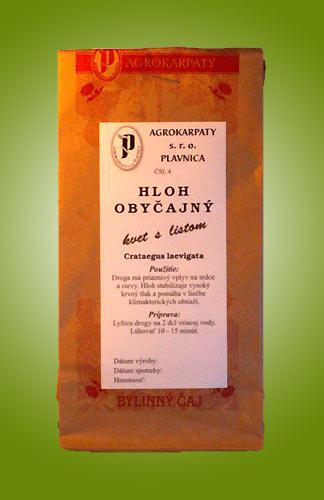 P AGROKARPATY
P AGROKARPATY
s. r. o.
PLAVNICA
ČSL 4
HLOH
OBYČAJNÝ
kvet s listom
Crataegus laevigata
Použitie:
Droga má priaznivý vplyv na srdce
a cievy. Hloh stabilizuje vysoký
krvný tlak a pomáha v liečbe
klimakterických obtiaží.
Príprava:
Lyžicu drogy na 2 dcl vriacej vody.
Lúhovať 10 - 15 minút.
Dátum výroby:
Dátum spotreby:
Hmotnosť:
BYLINNÝ ČAJ